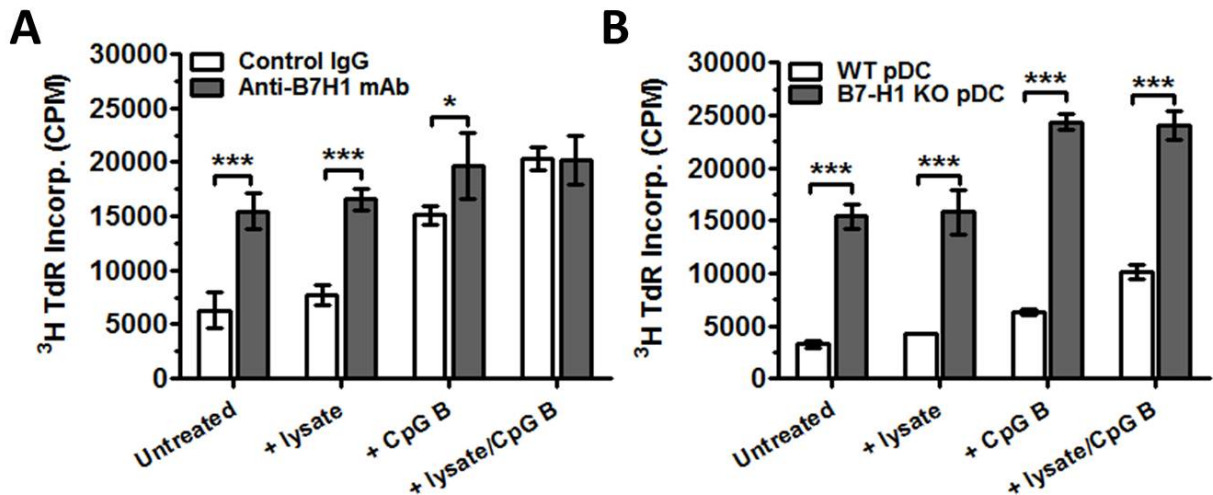 A
³H TdR Incorp. (CPM)
30000
25000
20000
15000
10000
5000
0
Control IgG
Anti-B7H1 mAb
***
***
*
Untreated
+ lysate
+ CpG B
+ lysate/CpG B
B
³H TdR Incorp. (CPM)
30000
25000
20000
15000
10000
5000
0
WT pDC
B7-H1 KO pDC
***
***
***
***
Untreated
+ lysate
+ CpG B
+ lysate/CpG B